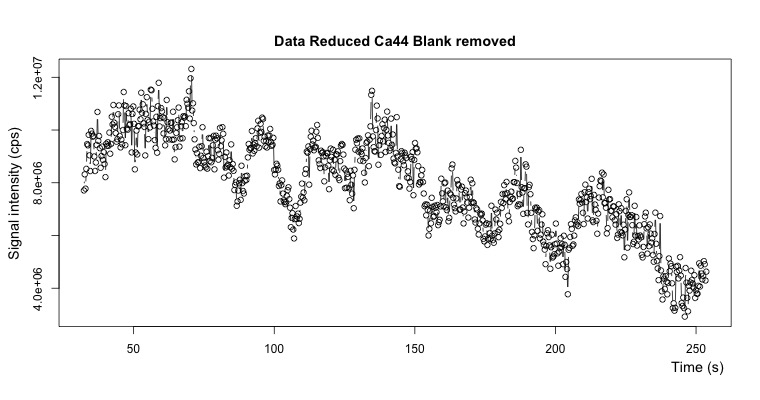 Data Reduced Ca44 Blank removed
Signal intensity (cps)
1.2e+07
8.0e+06
4.0e+06
50 100 150 200 250
Time (s)